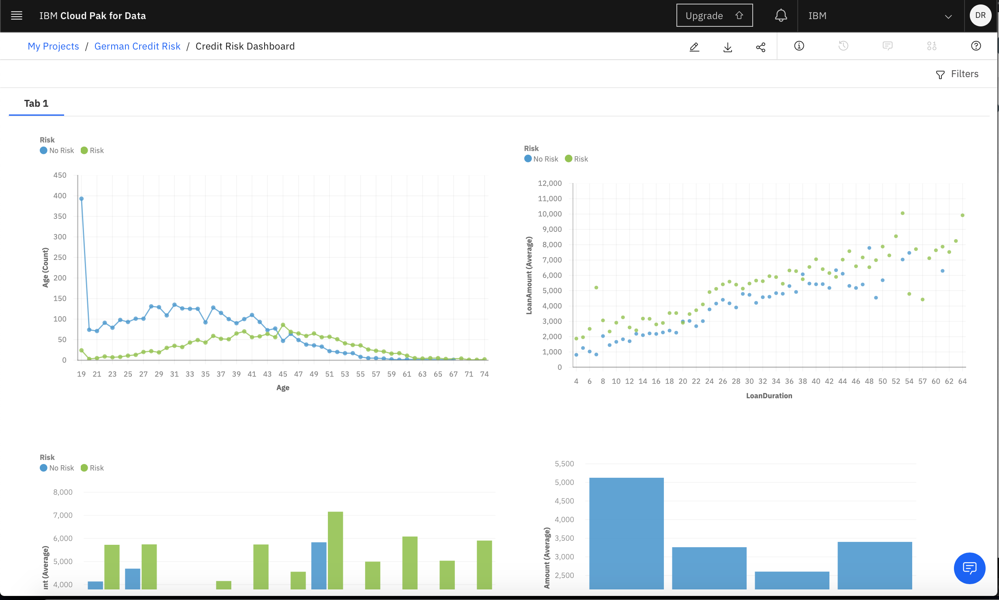 IBM Cloud Pak for Data
Upgrade
IBM
DR
My Projects / German Credit Risk / Credit Risk Dashboard
Filters
Tab 1
Risk
No Risk Risk
450
400
350
300
250
200
150
100
50
0
Age (Count)
19 21 23 25 27 29 31 33 35 37 39 41 43 45 47 49 51 53 55 57 59 61 63 65 67 71 74
Age
Risk
No Risk Risk
12,000
11,000
10,000
9,000
8,000
7,000
6,000
5,000
4,000
3,000
2,000
1,000
0
LoanAmount (Average)
4 6 8 10 12 14 16 18 20 22 24 26 28 30 32 34 36 38 40 42 44 46 48 50 52 54 57 60 62 64
LoanDuration
Risk
No Risk Risk
8,000
7,000
6,000
5,000
4,000
nt (Average)
5,500
5,000
4,500
4,000
3,500
3,000
2,500
Amount (Average)